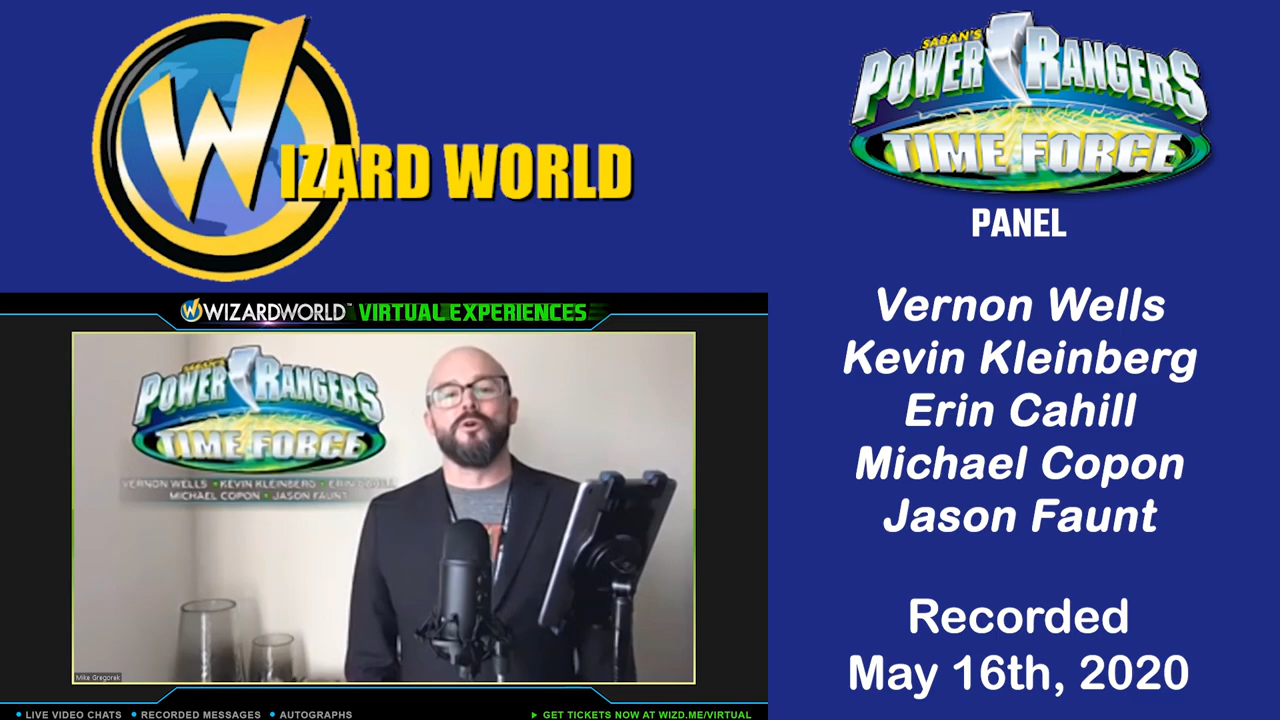 WIZARD WORLD
SABAN'S
POWER RANGERS
TIME FORCE
PANEL
Vernon Wells
Kevin Kleinberg
Erin Cahill
Michael Copon
Jason Faunt
Recorded
May 16th, 2020
WIZARDWORLD™ VIRTUAL EXPERIENCES
SABAN'S
POWER RANGERS
TIME FORCE
VERNON WELLS • KEVIN KLEINBERG • ERIN CAHILL
MICHAEL COPON • JASON FAUNT
Mike Gregorek
• LIVE VIDEO CHATS • RECORDED MESSAGES • AUTOGRAPHS
► GET TICKETS NOW AT WIZD.ME/VIRTUAL